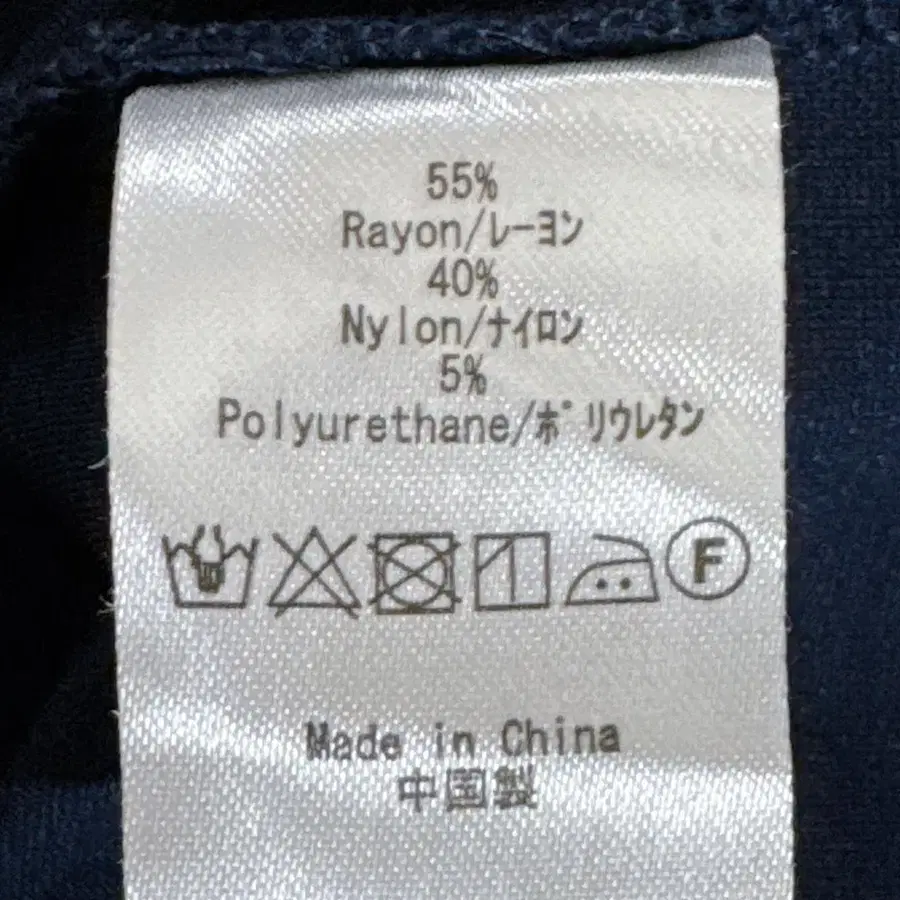 55%
Rayon/ﾚｰﾖﾝ
40%
Nylon/ﾅｲﾛﾝ
5%
Polyurethane/ﾎﾟﾘｳﾚﾀﾝ
F
Made in China
中国製